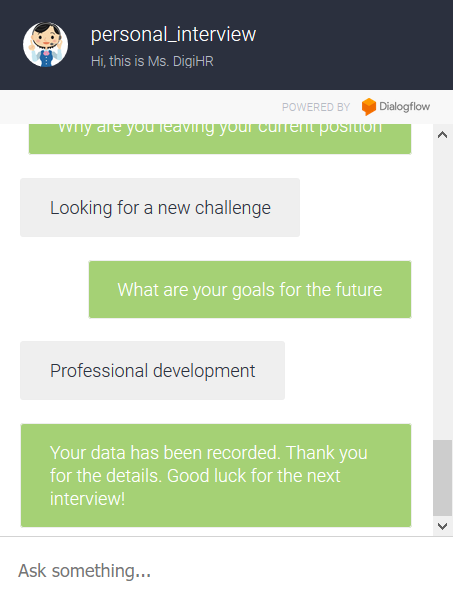 personal_interview
Hi, this is Ms. DigiHR
POWERED BY Dialogflow
Why are you leaving your current position
Looking for a new challenge
What are your goals for the future
Professional development
Your data has been recorded. Thank you
for the details. Good luck for the next
interview!
Ask something...